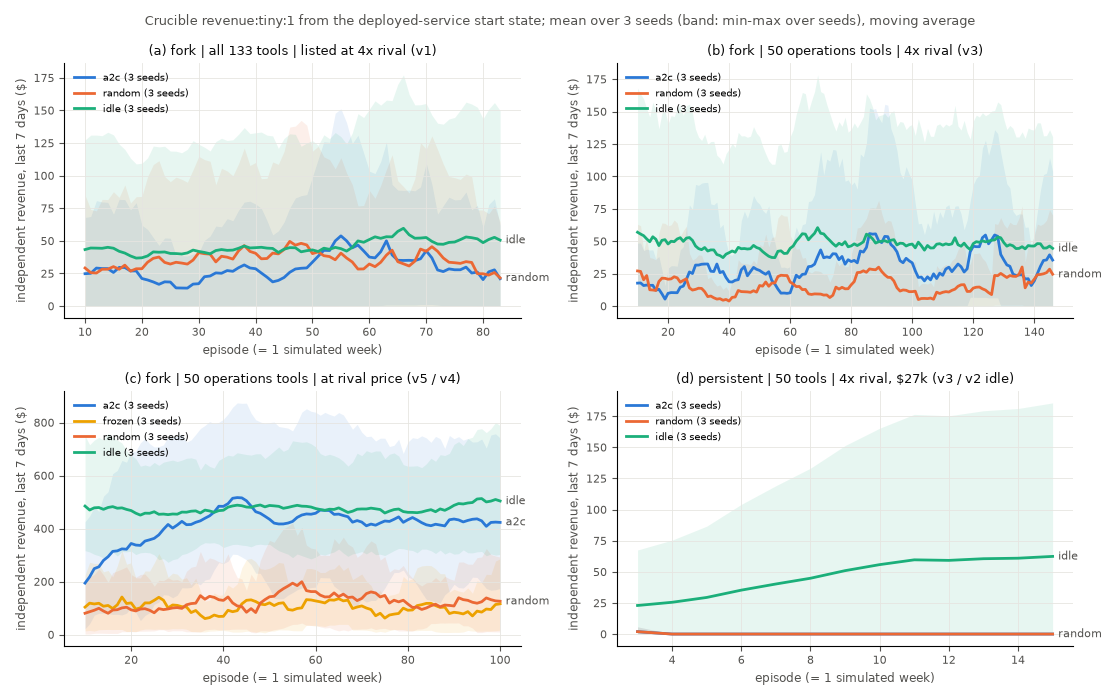 Crucible revenue:tiny:1 from the deployed-service start state; mean over 3 seeds (band: min-max over seeds), moving average
(a) fork | all 133 tools | listed at 4x rival (v1)
independent revenue, last 7 days ($)
175
150
125
100
75
50
25
0
a2c (3 seeds)
random (3 seeds)
idle (3 seeds)
idle
random
10 20 30 40 50 60 70 80
episode (= 1 simulated week)
(b) fork | 50 operations tools | 4x rival (v3)
independent revenue, last 7 days ($)
175
150
125
100
75
50
25
0
a2c (3 seeds)
random (3 seeds)
idle (3 seeds)
idle
random
20 40 60 80 100 120 140
episode (= 1 simulated week)
(c) fork | 50 operations tools | at rival price (v5 / v4)
independent revenue, last 7 days ($)
800
600
400
200
0
a2c (3 seeds)
frozen (3 seeds)
random (3 seeds)
idle (3 seeds)
idle
a2c
random
20 40 60 80 100
episode (= 1 simulated week)
(d) persistent | 50 tools | 4x rival, $27k (v3 / v2 idle)
independent revenue, last 7 days ($)
175
150
125
100
75
50
25
0
a2c (3 seeds)
random (3 seeds)
idle (3 seeds)
idle
random
4 6 8 10 12 14
episode (= 1 simulated week)